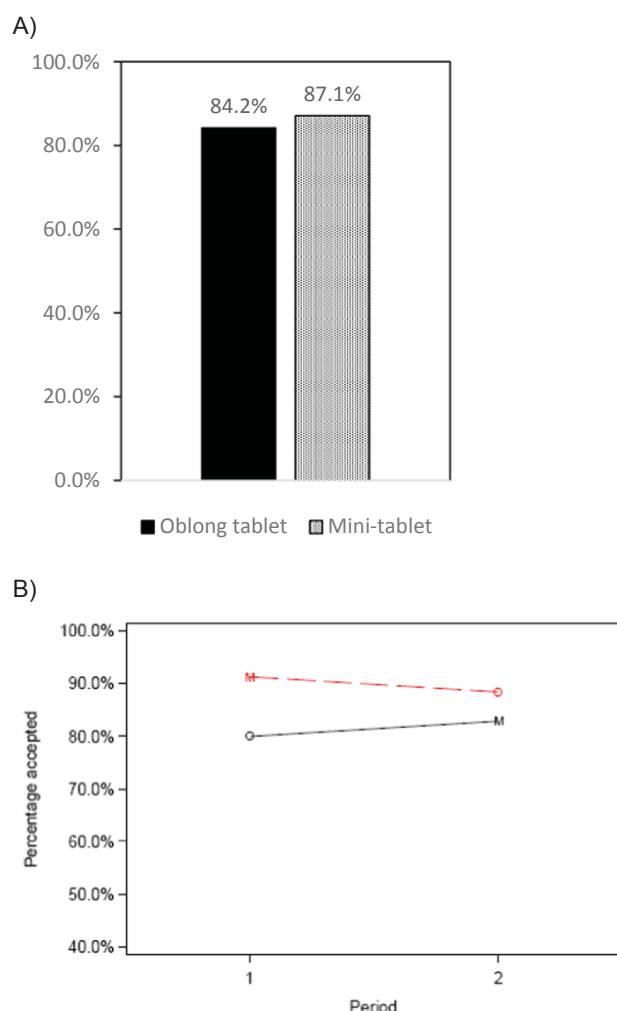 A)
100.0%
84.2%
87.1%
80.0%
60.0%
40.0%
20.0%
0.0%
Oblong tablet Mini-tablet
B)
100.0%
M
90.0%
O
80.0%
O
M
70.0%
60.0%
50.0%
40.0%
Percentage accepted
1 2
Period